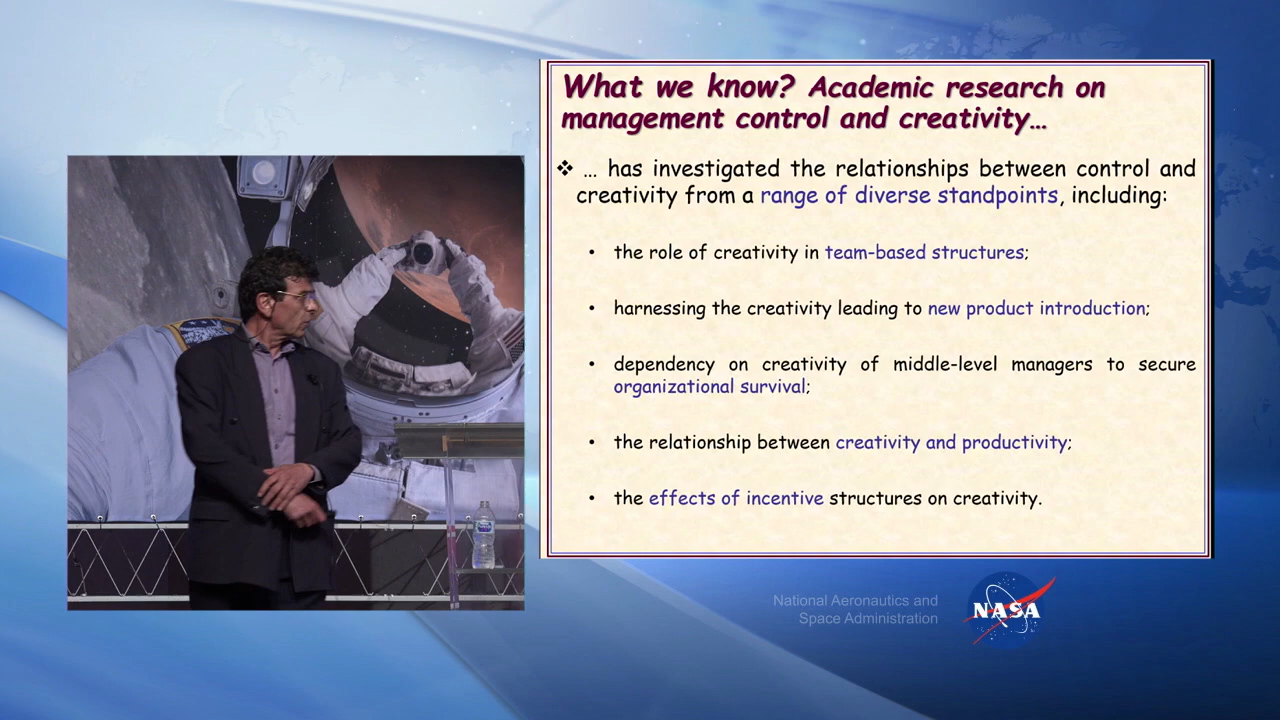 What we know? Academic research on
management control and creativity…
❖ … has investigated the relationships between control and
creativity from a range of diverse standpoints, including:
• the role of creativity in team-based structures;
• harnessing the creativity leading to new product introduction;
• dependency on creativity of middle-level managers to secure
organizational survival;
• the relationship between creativity and productivity;
• the effects of incentive structures on creativity.
National Aeronautics and
Space Administration
NASA